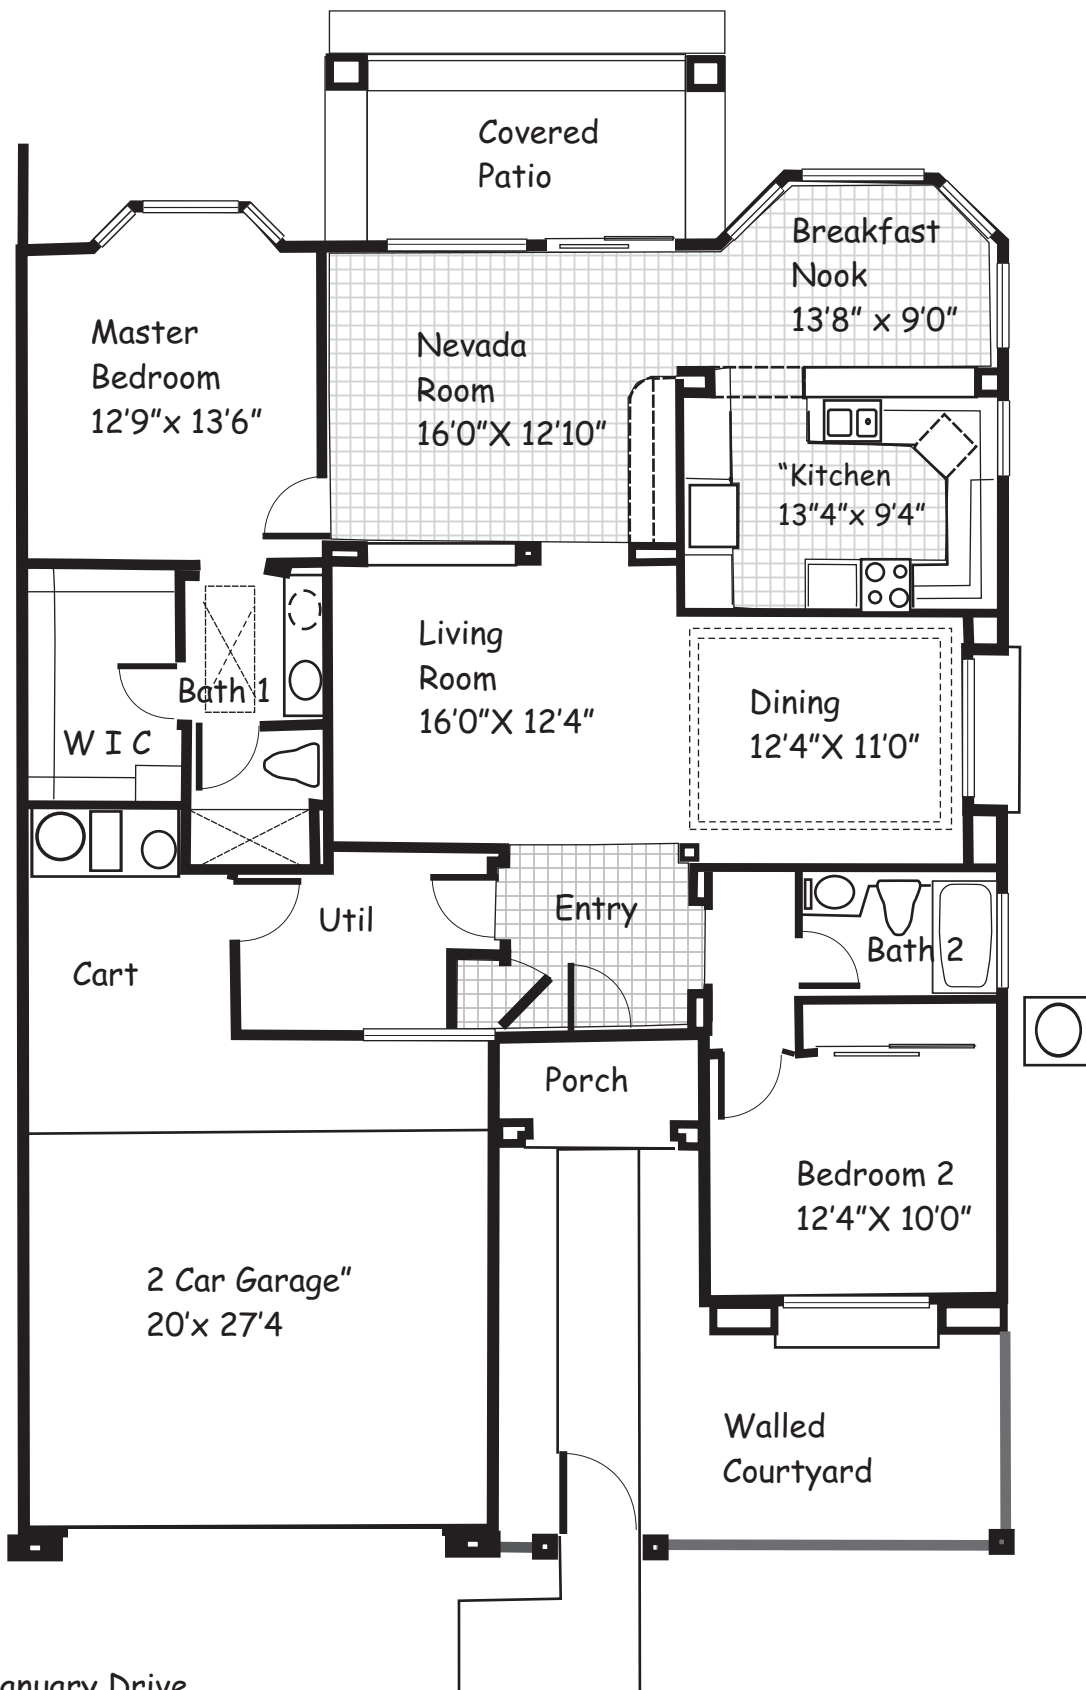 Covered
Patio
Breakfast
Nook
13'8" x 9'0"
Master
Bedroom
12'9"x 13'6"
Nevada
Room
16'0"X 12'10"
"Kitchen
13"4"x 9'4"
Living
Room
16'0"X 12'4"
Bath 1
W I C
Dining
12'4"X 11'0"
Util
Entry
Bath 2
Cart
Porch
Bedroom 2
12'4"X 10'0"
2 Car Garage"
20'x 27'4
Walled
Courtyard
anuary Drive